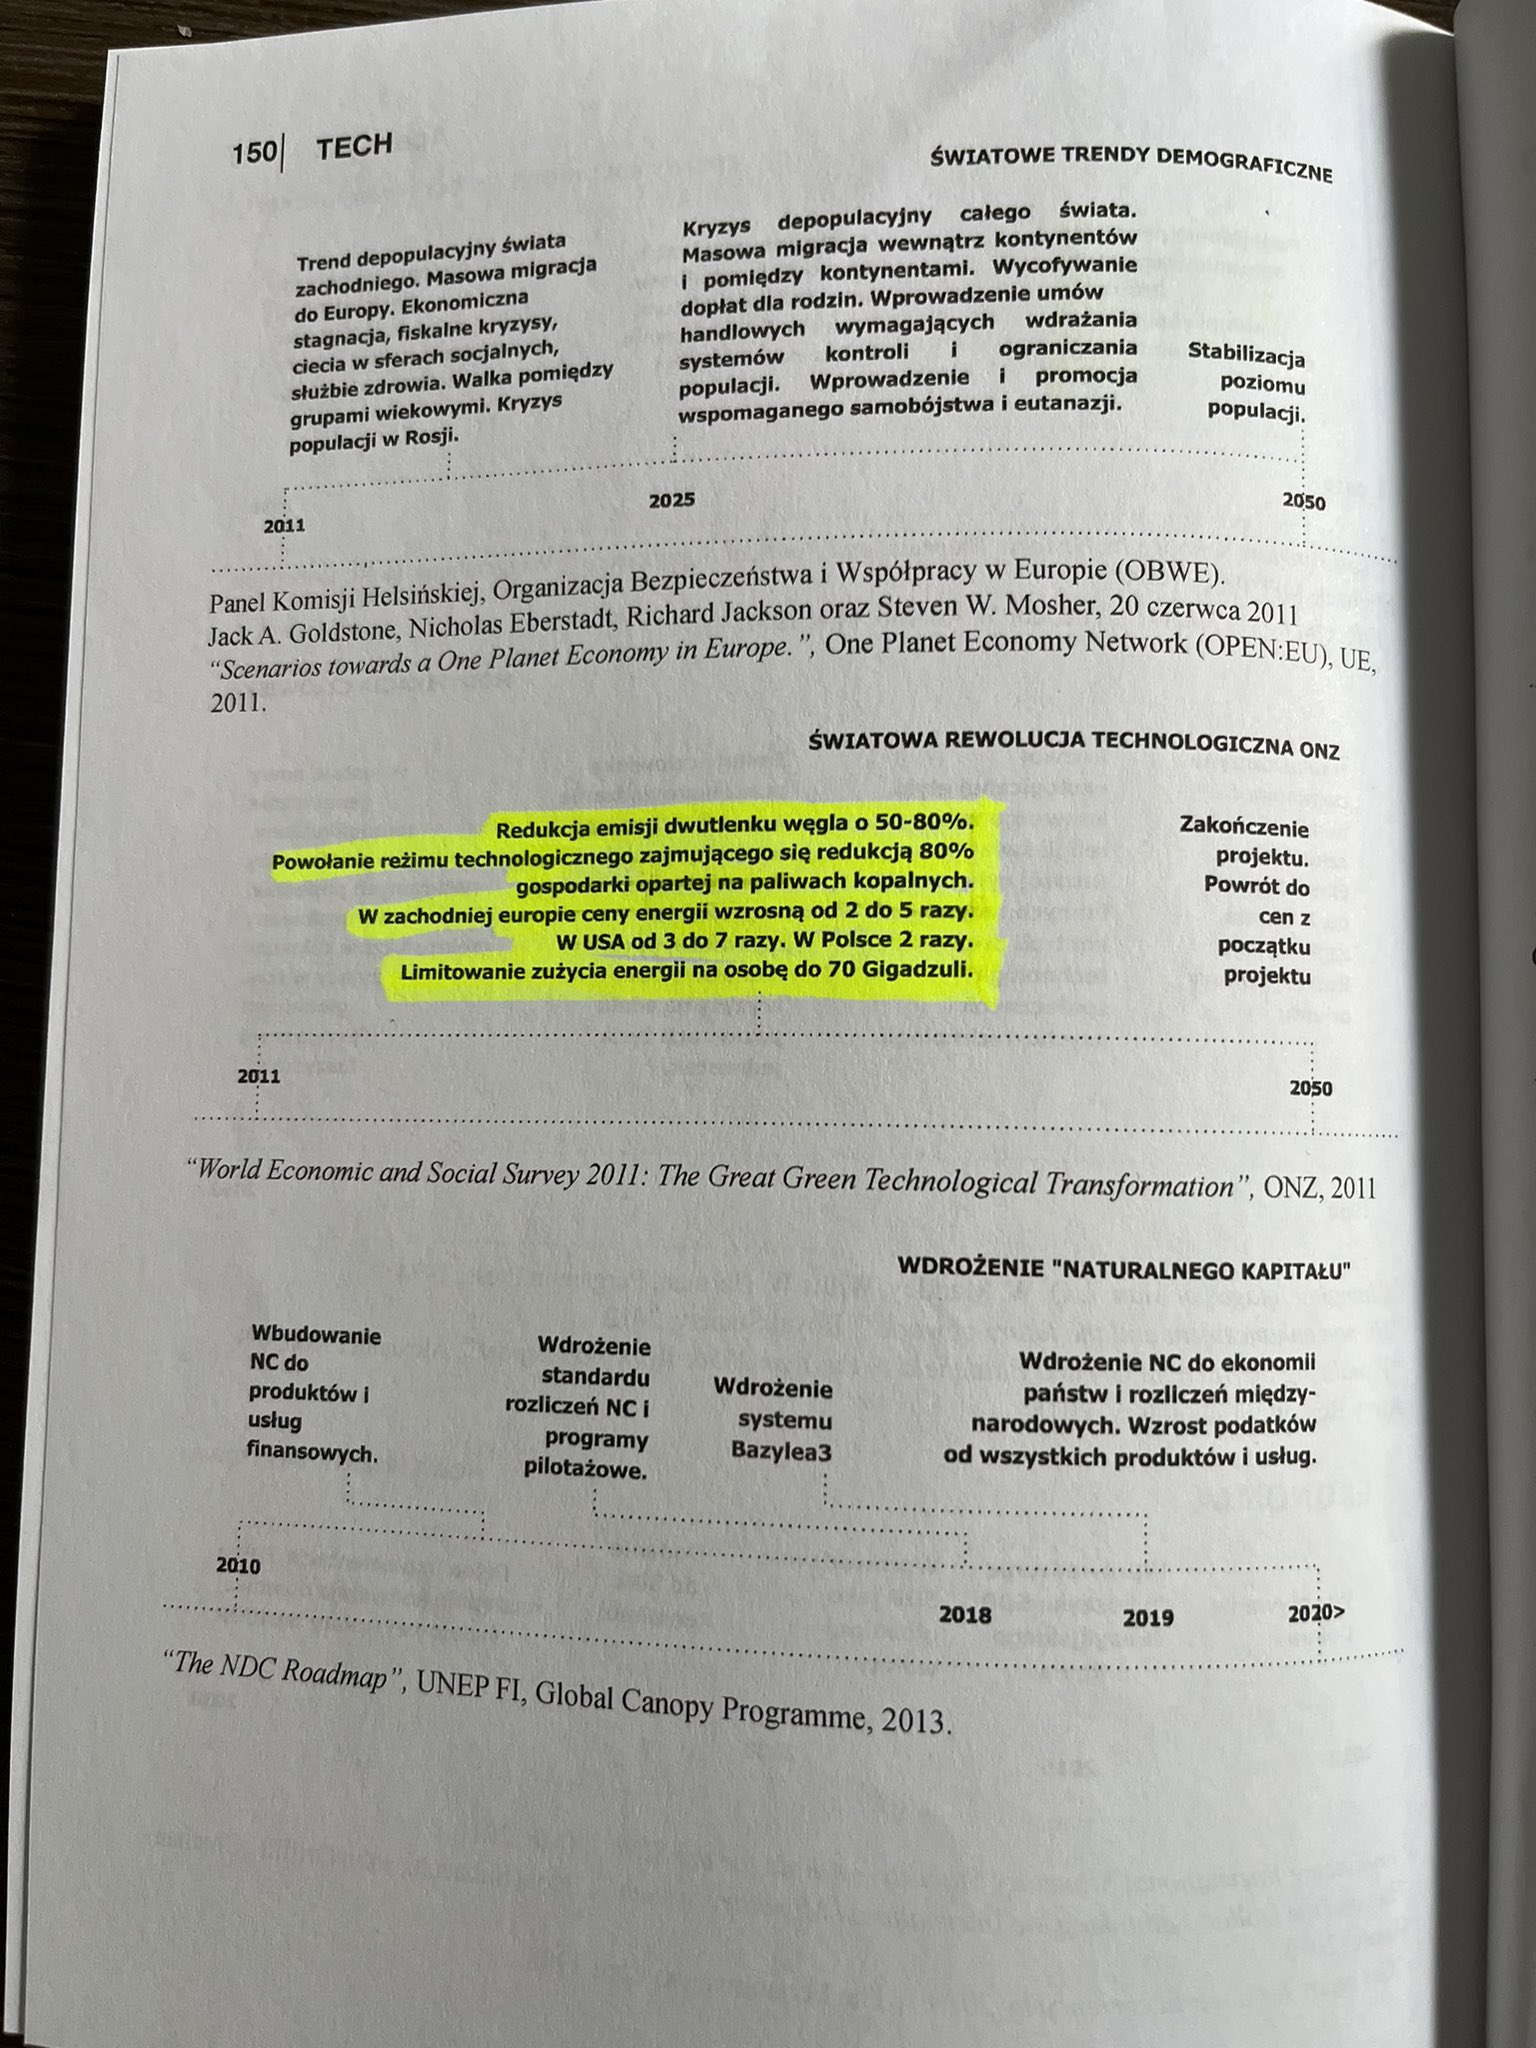 150| TECH
ŚWIATOWE TRENDY DEMOGRAFICZNE
Trend depopulacyjny świata
zachodniego. Masowa migracja
do Europy. Ekonomiczna
stagnacja, fiskalne kryzysy,
ciecia w sferach socjalnych,
służbie zdrowia. Walka pomiędzy
grupami wiekowymi. Kryzys
populacji w Rosji.
Kryzys depopulacyjny całego świata.
Masowa migracja wewnątrz kontynentów
i pomiędzy kontynentami. Wycofywanie
dopłat dla rodzin. Wprowadzenie umów
handlowych wymagających wdrażania
systemów kontroli i ograniczania
populacji. Wprowadzenie i promocja
wspomaganego samobójstwa i eutanazji.
Stabilizacja
poziomu
populacji.
2011
2025
2050
Panel Komisji Helsińskiej, Organizacja Bezpieczeństwa i Współpracy w Europie (OBWE).
Jack A. Goldstone, Nicholas Eberstadt, Richard Jackson oraz Steven W. Mosher, 20 czerwca 2011
“Scenarios towards a One Planet Economy in Europe.”, One Planet Economy Network (OPEN:EU), UE,
2011.
ŚWIATOWA REWOLUCJA TECHNOLOGICZNA ONZ
Redukcja emisji dwutlenku węgla o 50-80%.
Powołanie reżimu technologicznego zajmującego się redukcją 80%
gospodarki opartej na paliwach kopalnych.
W zachodniej europie ceny energii wzrosną od 2 do 5 razy.
W USA od 3 do 7 razy. W Polsce 2 razy.
Limitowanie zużycia energii na osobę do 70 Gigadzuli.
Zakończenie
projektu.
Powrót do
cen z
początku
projektu
2011
2050
“World Economic and Social Survey 2011: The Great Green Technological Transformation”, ONZ, 2011
WDROŻENIE "NATURALNEGO KAPITAŁU"
Wbudowanie
NC do
produktów i
usług
finansowych.
Wdrożenie
standardu
rozliczeń NC i
programy
pilotażowe.
Wdrożenie
systemu
Bazylea3
Wdrożenie NC do ekonomii
państw i rozliczeń między-
narodowych. Wzrost podatków
od wszystkich produktów i usług.
2010
2018
2019
2020>
“The NDC Roadmap”, UNEP FI, Global Canopy Programme, 2013.